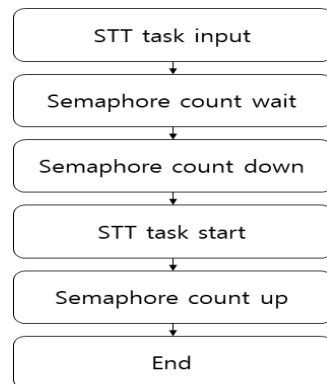 STT task input
Semaphore count wait
Semaphore count down
STT task start
Semaphore count up
End